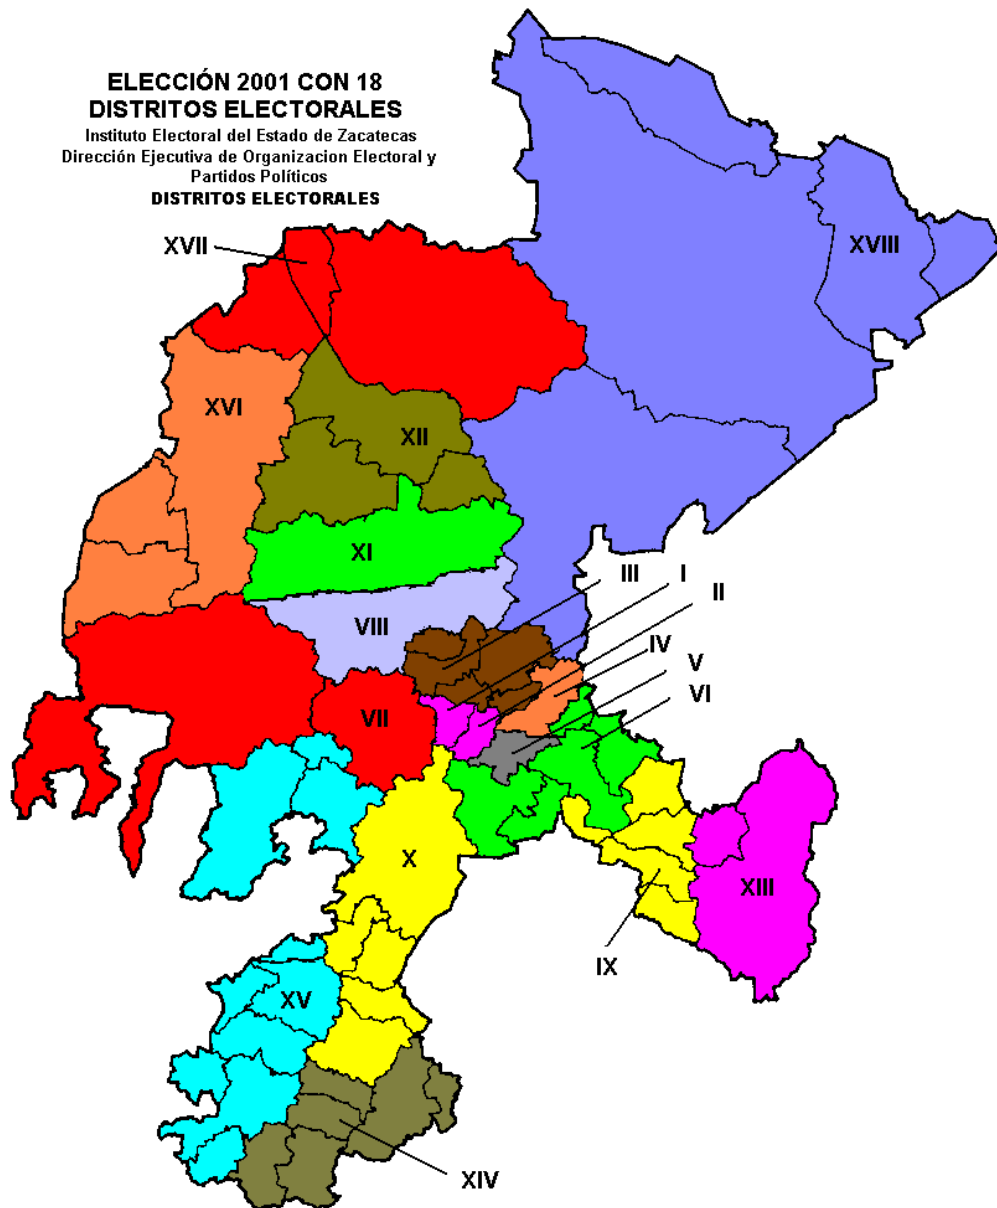 ELECCIÓN 2001 CON 18
DISTRITOS ELECTORALES
Instituto Electoral del Estado de Zacatecas
Dirección Ejecutiva de Organizacion Electoral y
Partidos Políticos
DISTRITOS ELECTORALES
XVII
XVIII
XVI
XII
XI
III
I
II
VIII
IV
V
VI
VII
X
XIII
IX
XV
XIV